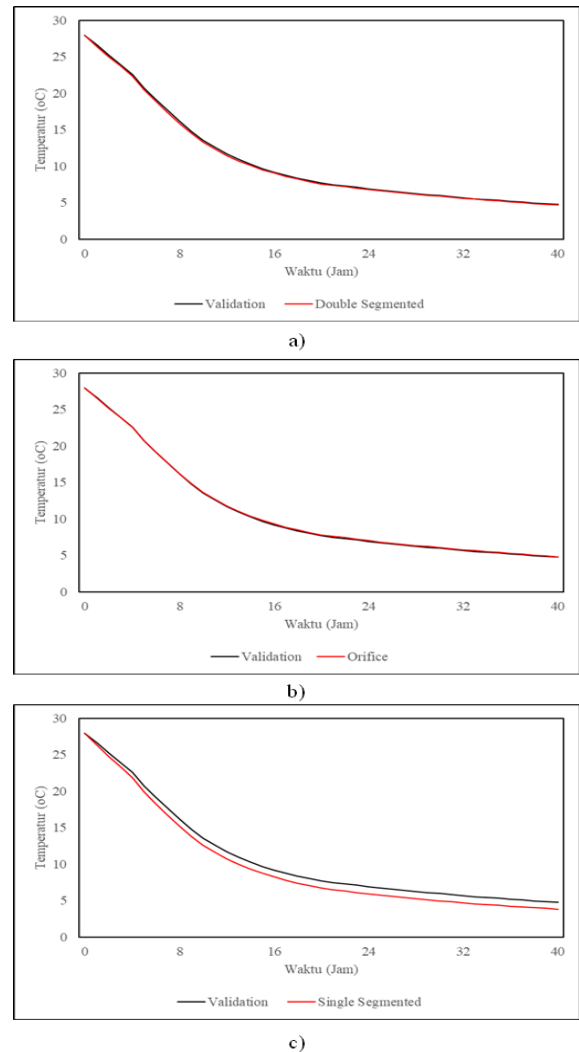 30
25
20
15
10
5
0
Temperatur (oC)
0 8 16 24 32 40
Waktu (Jam)
Validation Double Segmented
a)
30
25
20
15
10
5
0
Temperatur (oC)
0 8 16 24 32 40
Waktu (Jam)
Validation Orifice
b)
30
25
20
15
10
5
0
Temperatur (oC)
0 8 16 24 32 40
Waktu (Jam)
Validation Single Segmented
c)